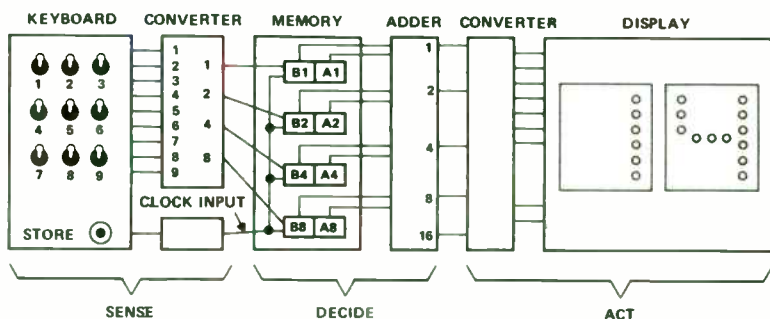 KEYBOARD CONVERTER MEMORY ADDER CONVERTER DISPLAY
1 2 3
4 5 6
7 8 9
STORE
1
2
3
4
5
6
7
8
9
1
2
4
8
CLOCK INPUT
B1 A1
B2 A2
B4 A4
B8 A8
1
2
4
8
16
SENSE DECIDE ACT